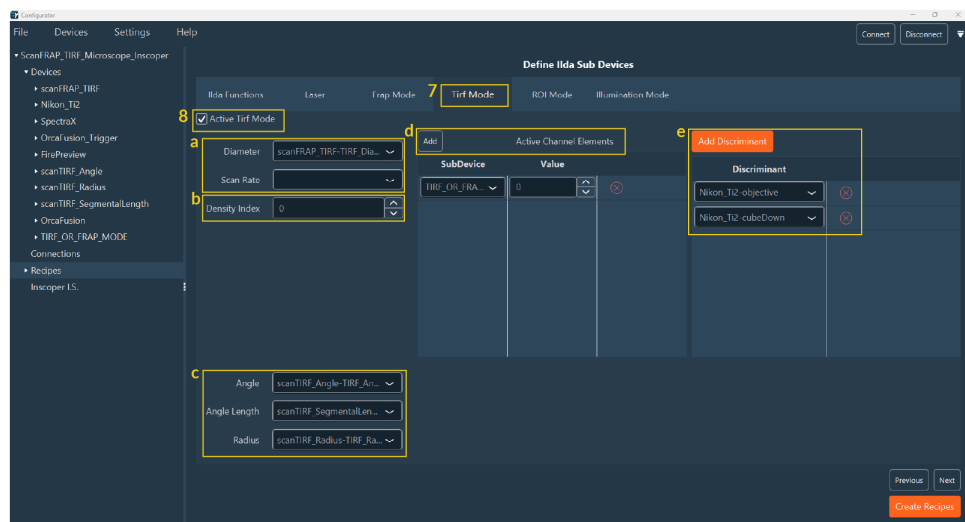 Configurater
File Devices Settings Help
Connect Disconnect
ScanFRAP_TIRF_Microscope_Inscoper
Devices
scanFRAP_TIRF
Nikon_Ti2
SpectraX
OrcaFusion_Trigger
FirePreview
scanTIRF_Angle
scanTIRF_Radius
scanTIRF_SegmentalLength
OrcaFusion
TIRF_OR_FRAP_MODE
Connections
Recipes
Inscoper I.S.
Define Ilda Sub Devices
Ilda Functions Laser Frap Mode 7 Tirf Mode ROI Mode Illumination Mode
8 Active Tirf Mode
a
Diameter scanFRAP_TIRF-TIRF_Dia...
Scan Rate
b
Density Index 0
c
Angle scanTIRF_Angle-TIRF_An...
Angle Length scanTIRF_SegmentalLen...
Radius scanTIRF_Radius-TIRF_Ra...
d
Add Active Channel Elements
SubDevice Value
TIRF_OR_FRA... 0
e
Add Discriminant
Discriminant
Nikon_Ti2-objective
Nikon_Ti2-cubeDown
Previous Next
Create Recipes